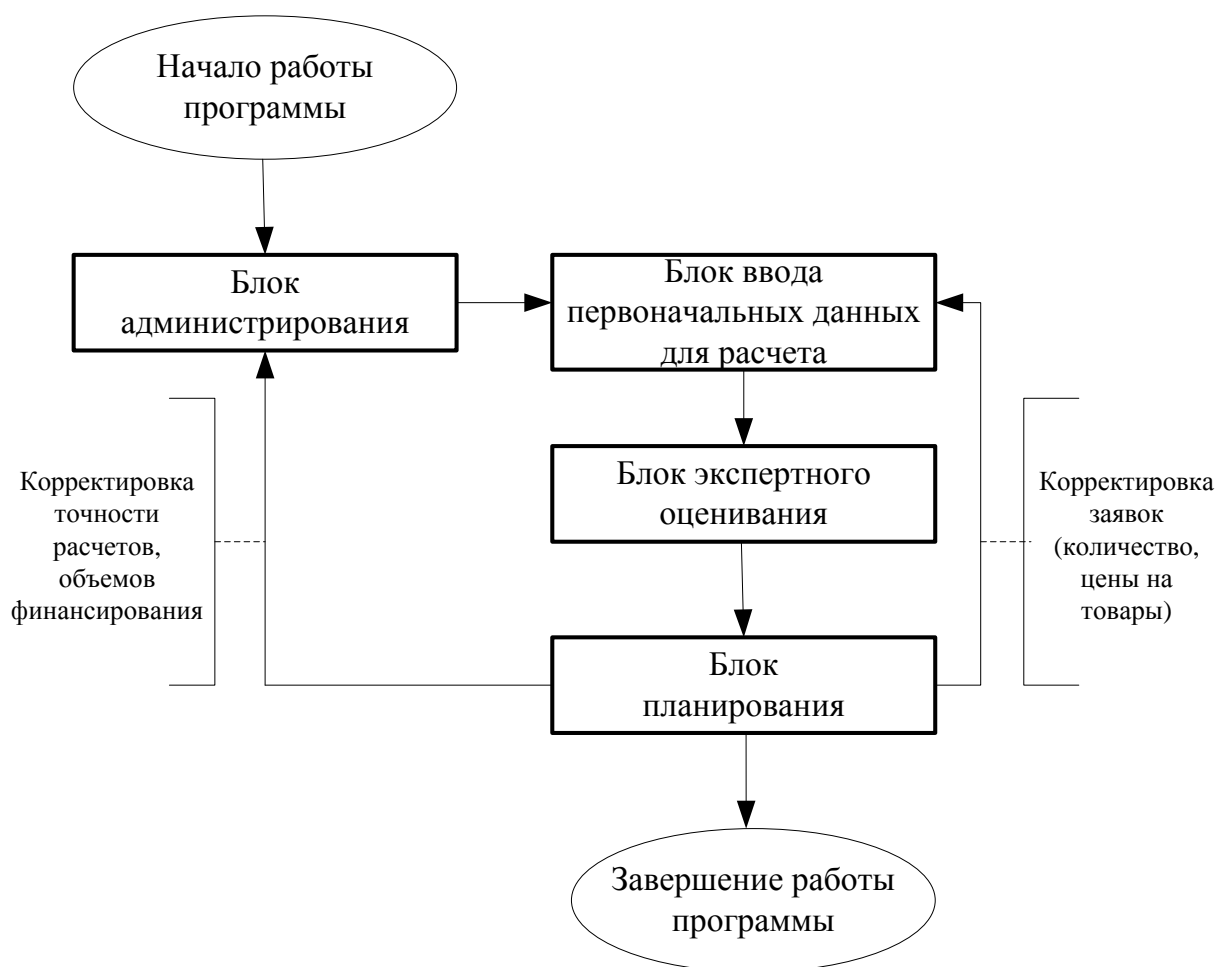 Начало работы
программы
Блок
администрирования
Блок ввода
первоначальных данных
для расчета
Корректировка
точности
расчетов,
объемов
финансирования
Блок экспертного
оценивания
Корректировка
заявок
(количество,
цены на
товары)
Блок
планирования
Завершение работы
программы